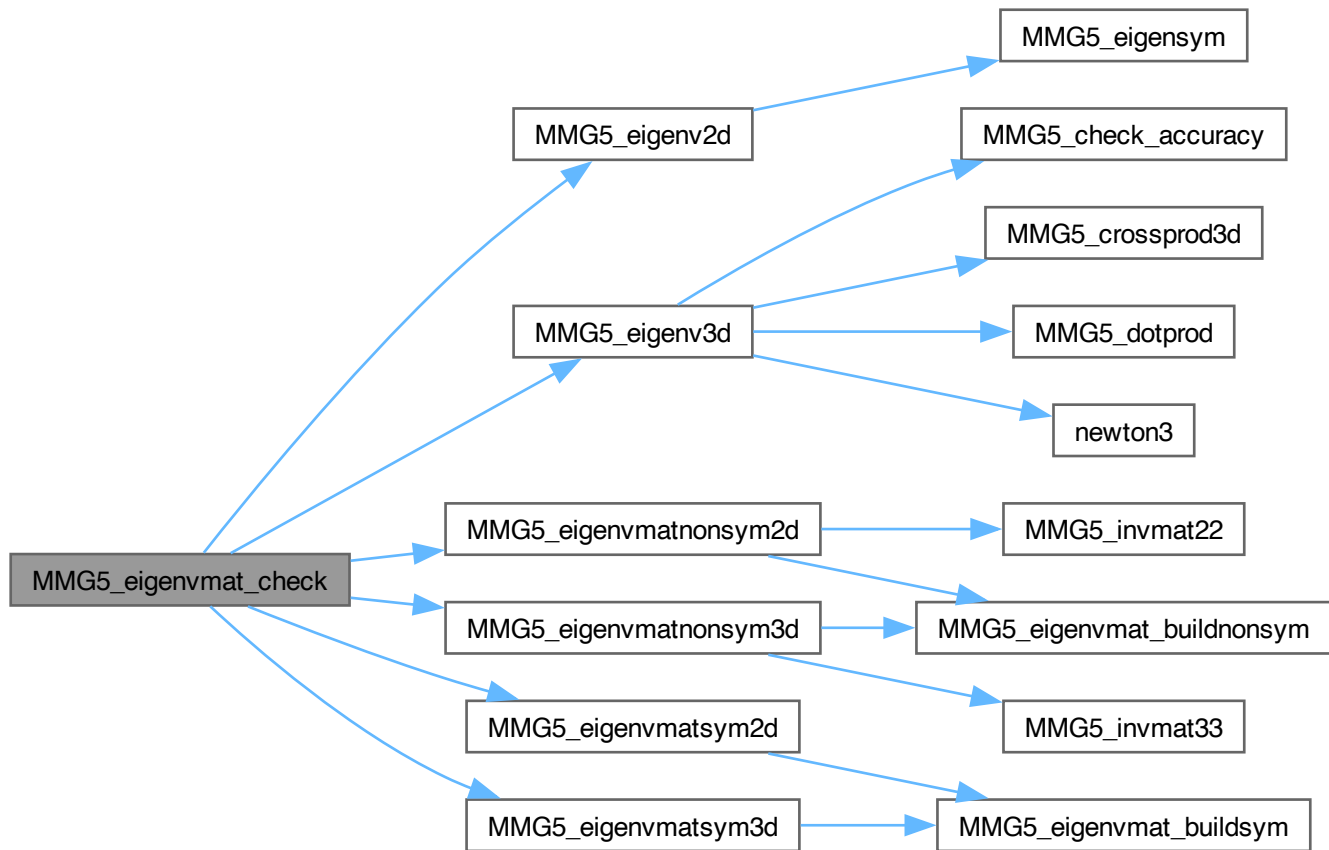 MMG5_eigensym
MMG5_eigenv2d
MMG5_check_accuracy
MMG5_crossprod3d
MMG5_eigenv3d
MMG5_dotprod
newton3
MMG5_eigenvmatnonsym2d
MMG5_invmat22
MMG5_eigenvmat_check
MMG5_eigenvmatnonsym3d
MMG5_eigenvmat_buildnonsym
MMG5_eigenvmatsym2d
MMG5_invmat33
MMG5_eigenvmatsym3d
MMG5_eigenvmat_buildsym